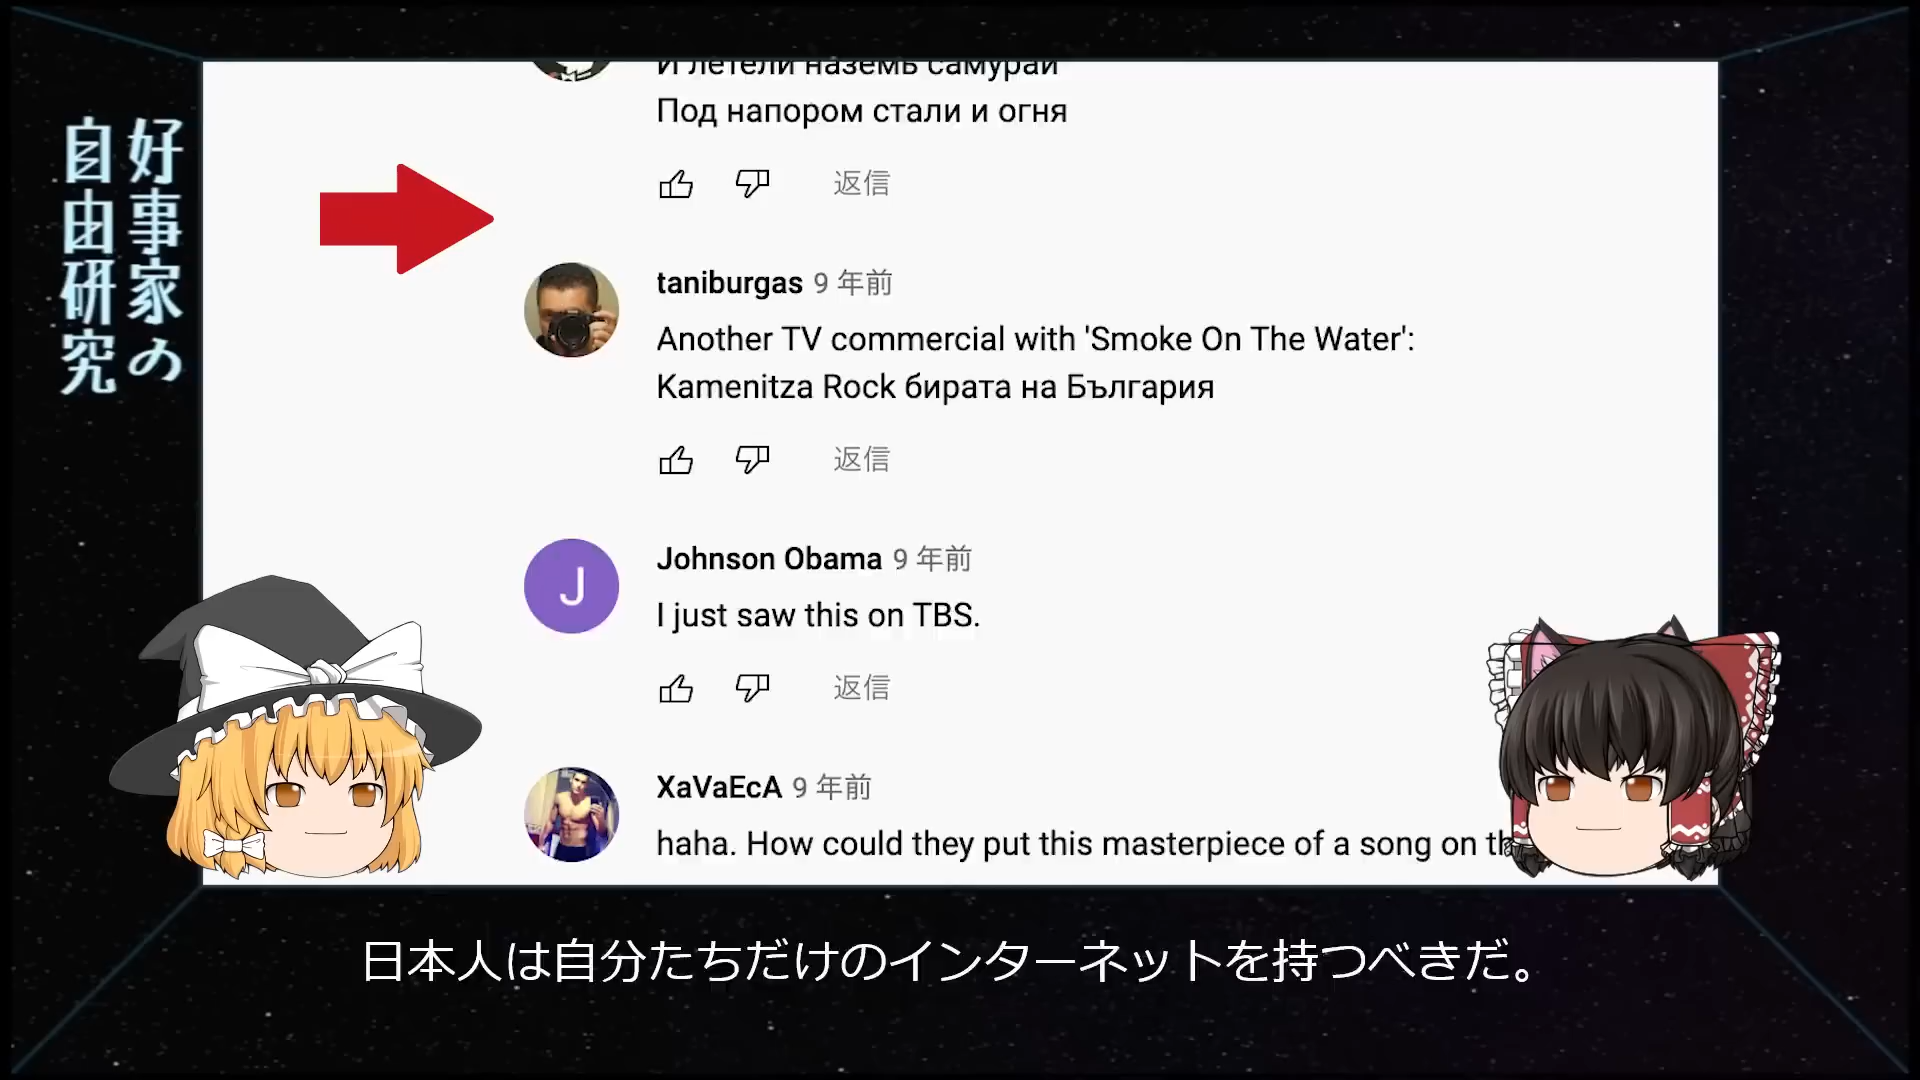 好事家の
自由研究
И летели наземь самураи
Под напором стали и огня
返信
taniburgas 9 年前
Another TV commercial with 'Smoke On The Water':
Kamenitza Rock бирата на България
返信
J
Johnson Obama 9 年前
I just saw this on TBS.
返信
XaVaEcA 9 年前
haha. How could they put this masterpiece of a song on
日本人は自分たちだけのインターネットを持つべきだ。